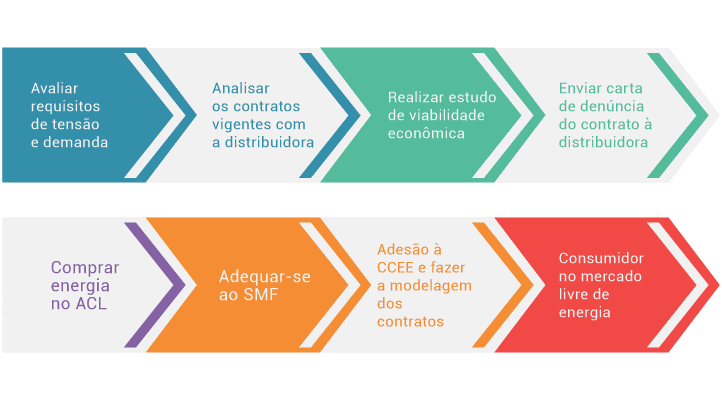 Avaliar
requisitos
de tensão
e demanda
Analisar
os contratos
vigentes com
a distribuidora
Realizar estudo
de viabilidade
econômica
Enviar carta
de denúncia
do contrato à
distribuidora
Comprar
energia
no ACL
Adequar-se
ao SMF
Adesão à
CCEE e fazer
a modelagem
dos
contratos
Consumidor
no mercado
livre de
energia